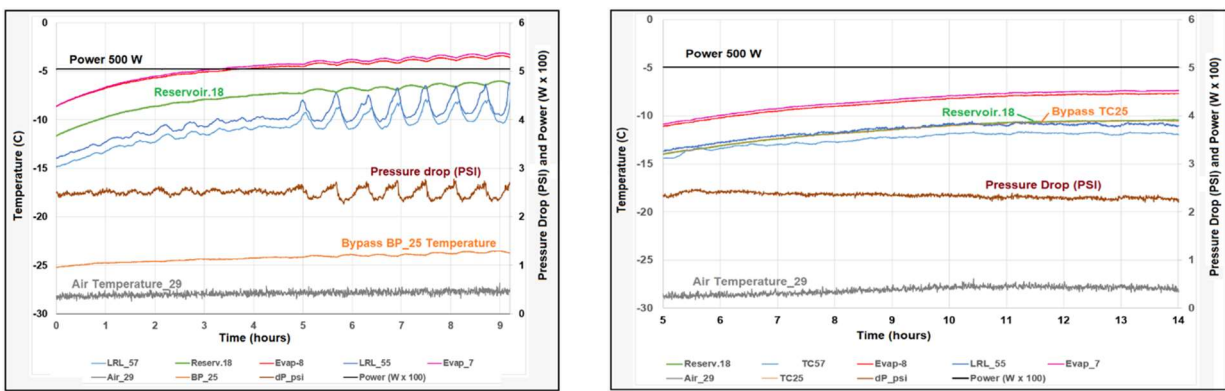 0
-5
-10
-15
-20
-25
-30
Temperature (C)
6
5
4
3
2
1
0
Pressure Drop (PSI) and Power (W x 100)
Power 500 W
Reservoir.18
Pressure drop (PSI)
Bypass BP_25 Temperature
Air Temperature_29
0 1 2 3 4 5 6 7 8 9
Time (hours)
LRL_57 Reserv.18 Evap-8 LRL_55 Evap_7
Air_29 BP_25 dP_psi Power (W x 100)
0
-5
-10
-15
-20
-25
-30
Temperature (C)
6
5
4
3
2
1
0
Pressure Drop (PSI) and Power (W x 100)
Power 500 W
Reservoir.18 Bypass TC25
Pressure Drop (PSI)
Air Temperature_29
5 6 7 8 9 10 11 12 13 14
Time (hours)
Reserv.18 TC57 Evap-8 LRL_55 Evap_7
Air_29 TC25 dP_psi Power (W x 100)